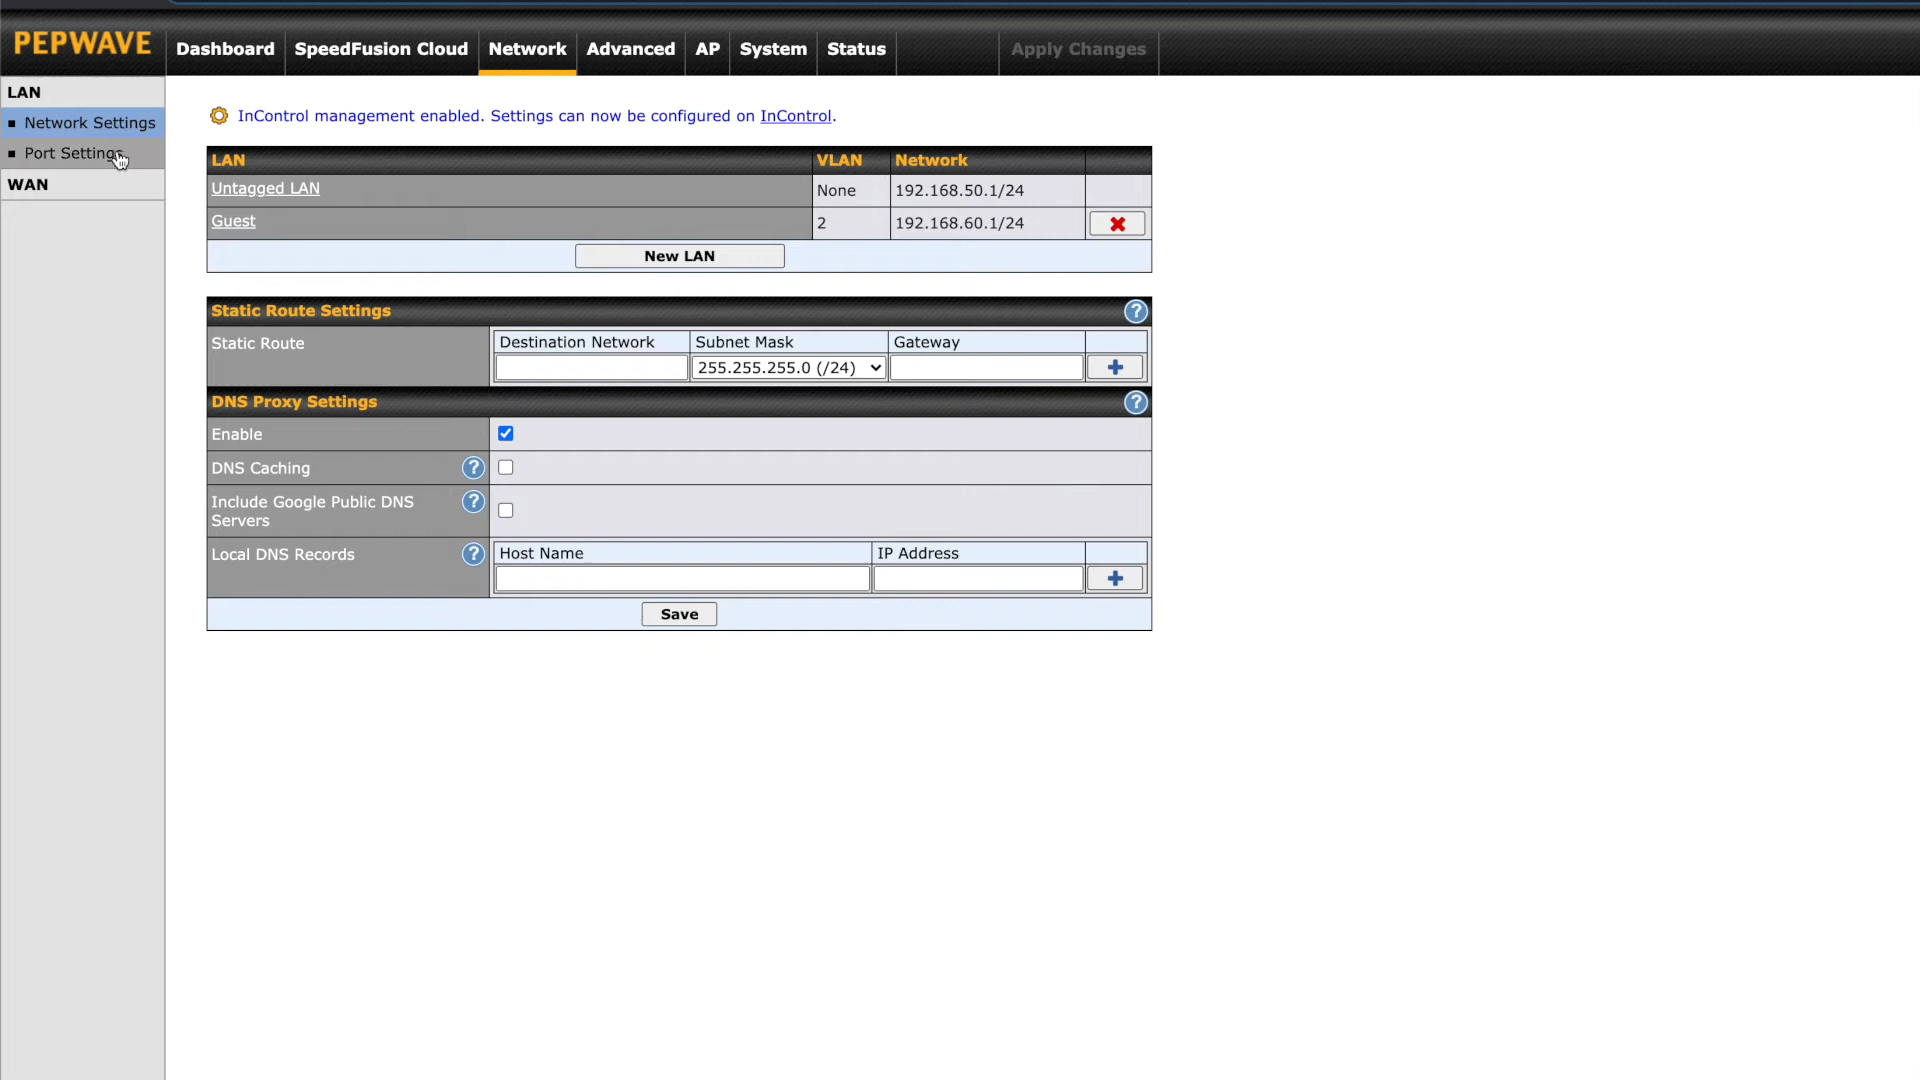 PEPWAVE
Dashboard SpeedFusion Cloud Network Advanced AP System Status Apply Changes
LAN
Network Settings
Port Settings
WAN
InControl management enabled. Settings can now be configured on InControl.
LAN VLAN Network
Untagged LAN None 192.168.50.1/24
Guest 2 192.168.60.1/24
New LAN
Static Route Settings ?
Static Route
Destination Network Subnet Mask Gateway
255.255.255.0 (/24)
DNS Proxy Settings ?
Enable
DNS Caching ?
Include Google Public DNS ?
Servers
Local DNS Records ? Host Name IP Address
Save